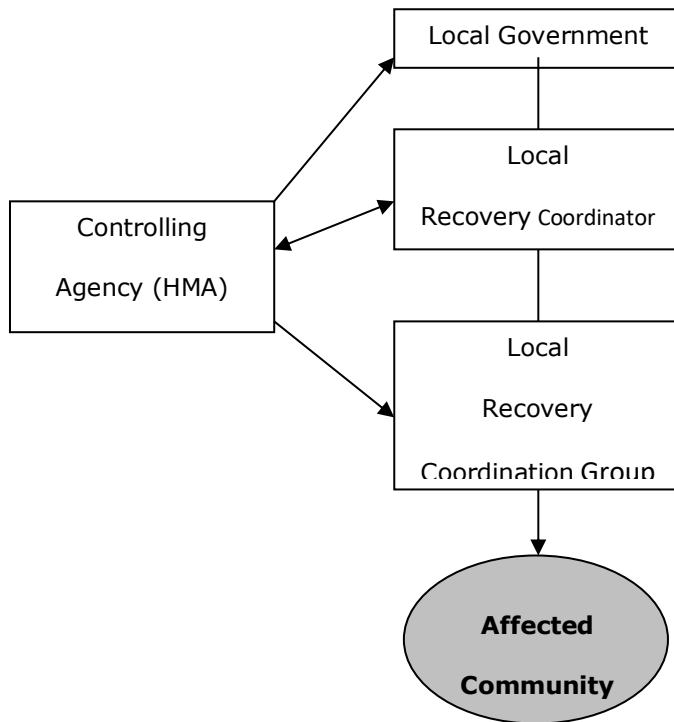 Local Government
Local
Recovery Coordinator
Controlling
Agency (HMA)
Local
Recovery
Coordination Group
Affected
Community